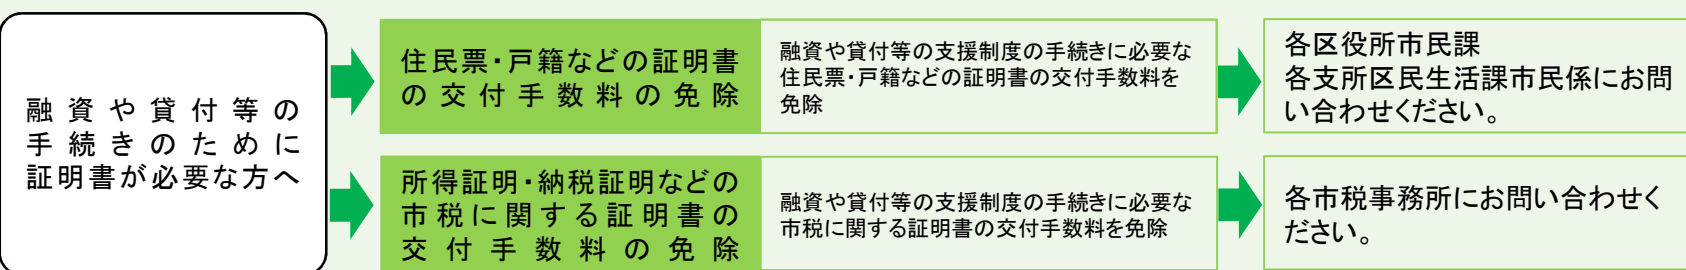 融資や貸付等の
手続きのために
証明書が必要な方へ
住民票・戸籍などの証明書
の交付手数料の免除
融資や貸付等の支援制度の手続きに必要な
住民票・戸籍などの証明書の交付手数料を
免除
各区役所市民課
各支所区民生活課市民係にお問
い合わせください。
所得証明・納税証明などの
市税に関する証明書の
交付手数料の免除
融資や貸付等の支援制度の手続きに必要な
市税に関する証明書の交付手数料を免除
各市税事務所にお問い合わせく
ださい。